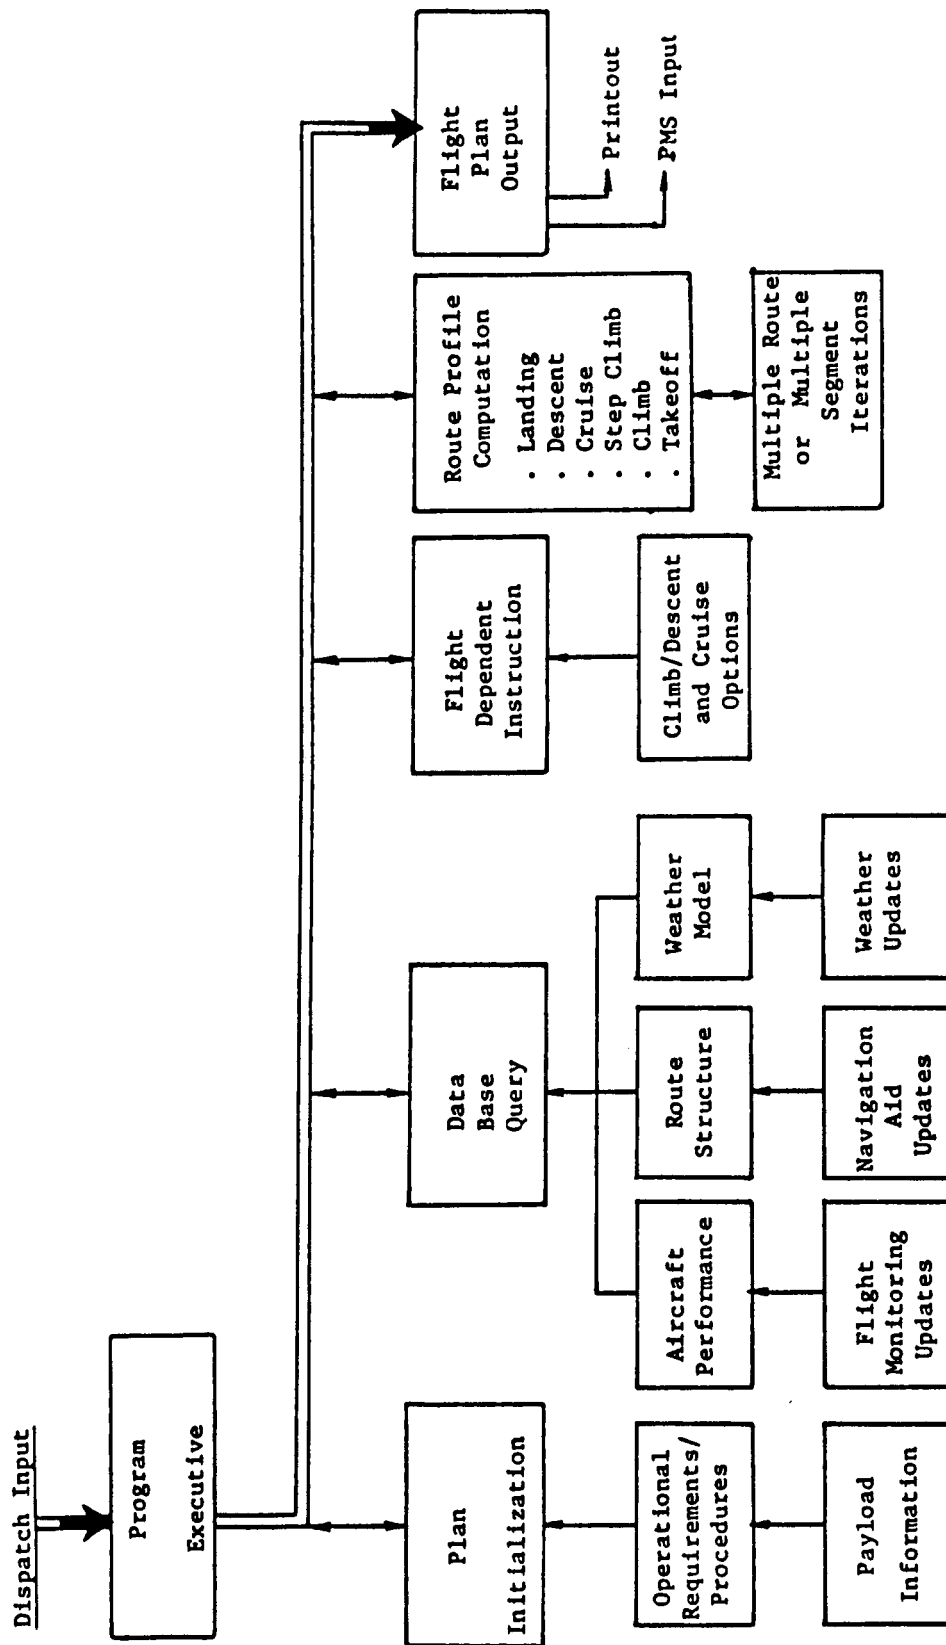 Dispatch Input
Program
Executive
Plan
Initialization
Operational
Requirements/
Procedures
Payload
Information
Data
Base
Query
Aircraft
Performance
Flight
Monitoring
Updates
Route
Structure
Navigation
Aid
Updates
Weather
Model
Weather
Updates
Flight
Dependent
Instruction
Climb/Descent
and Cruise
Options
Route Profile
Computation
. Landing
. Descent
. Cruise
. Step Climb
. Climb
. Takeoff
Multiple Route
or Multiple
Segment
Iterations
Flight
Plan
Output
Printout
PMS Input